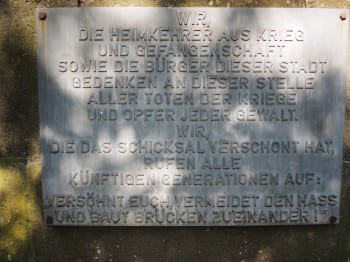 WIR,
DIE HEIMKEHRER AUS KRIEG
UND GEFANGENSCHAFT
SOWIE DIE BÜRGER DIESER STADT
GEDENKEN AN DIESER STELLE
ALLER TOTEN DER KRIEGE
UND OPFER JEDER GEWALT.
WIR,
DIE DAS SCHICKSAL VERSCHONT HAT,
RUFEN ALLE
KÜNFTIGEN GENERATIONEN AUF:
VERSÖHNT EUCH, VERMEIDET DEN HASS
UND BAUT BRÜCKEN ZUEINANDER!